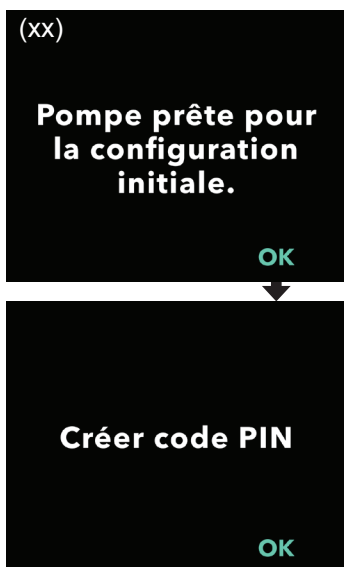 (xx)
Pompe prête pour
la configuration
initiale.
OK
Créer code PIN
OK